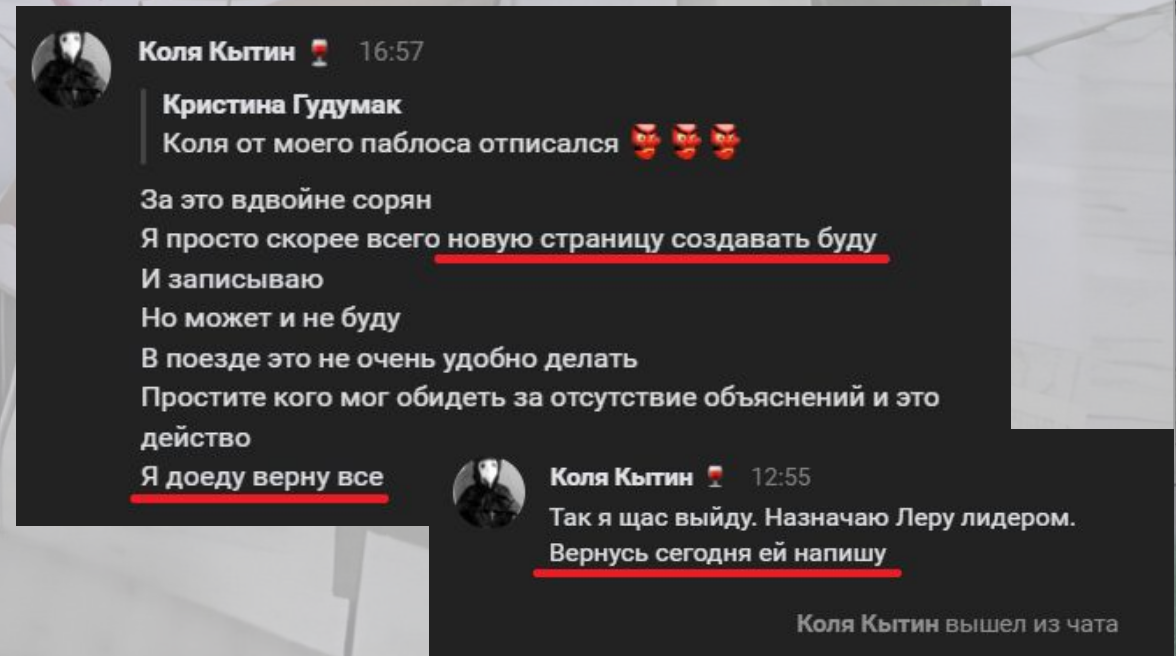 Коля Кытин 🍷 16:57
Кристина Гудумак
Коля от моего паблоса отписался 👺 👺 👺
За это вдвойне сорян
Я просто скорее всего новую страницу создавать буду
И записываю
Но может и не буду
В поезде это не очень удобно делать
Простите кого мог обидеть за отсутствие объяснений и это
действо
Я доеду верну все
Коля Кытин 🍷 12:55
Так я щас выйду. Назначаю Леру лидером.
Вернусь сегодня ей напишу
Коля Кытин вышел из чата